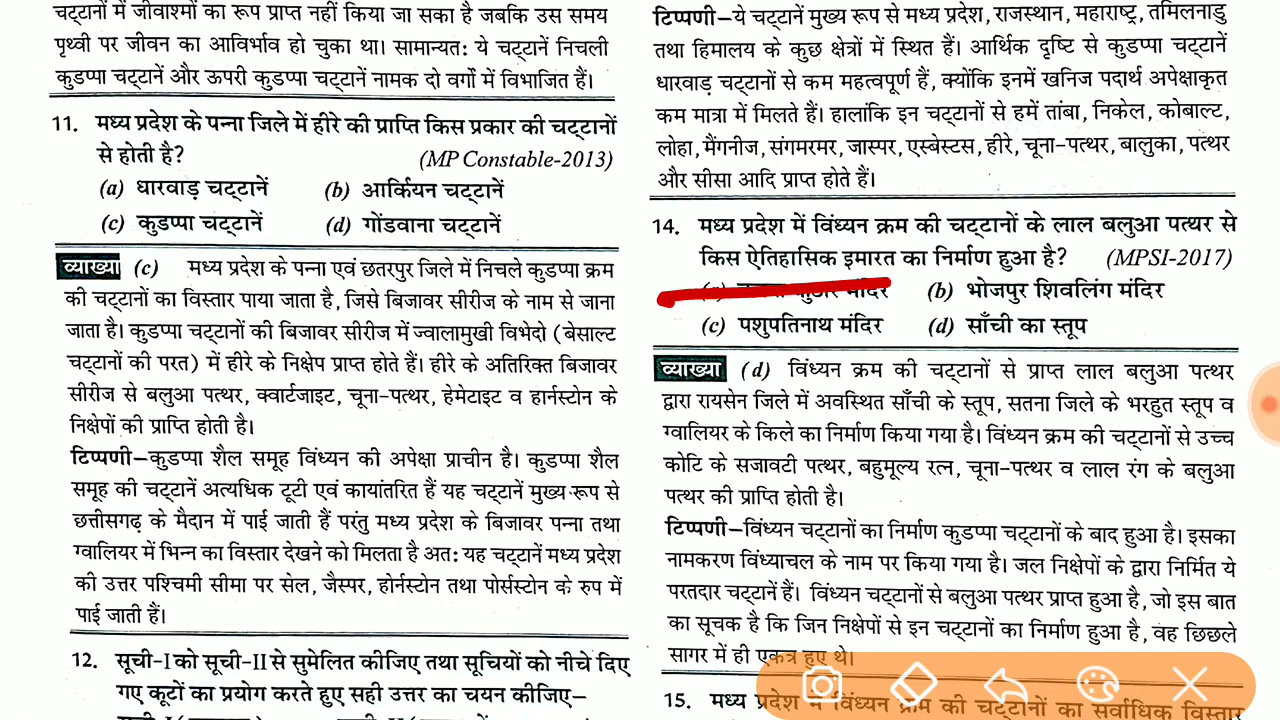 चट्टानों में जीवाश्मों का रूप प्राप्त नहीं किया जा सका है जबकि उस समय
पृथ्वी पर जीवन का आविर्भाव हो चुका था। सामान्यतः ये चट्टानें निचली
कुडप्पा चट्टानें और ऊपरी कुडप्पा चट्टानें नामक दो वर्गों में विभाजित हैं।
11. मध्य प्रदेश के पन्ना जिले में हीरे की प्राप्ति किस प्रकार की चट्टानों
से होती है? (MP Constable-2013)
(a) धारवाड़ चट्टानें (b) आर्कियन चट्टानें
(c) कुडप्पा चट्टानें (d) गोंडवाना चट्टानें
व्याख्या (c) मध्य प्रदेश के पन्ना एवं छतरपुर जिले में निचले कुडप्पा क्रम
की चट्टानों का विस्तार पाया जाता है, जिसे बिजावर सीरीज के नाम से जाना
जाता है। कुडप्पा चट्टानों की बिजावर सीरीज में ज्वालामुखी विभेदो (बेसाल्ट
चट्टानों की परत) में हीरे के निक्षेप प्राप्त होते हैं। हीरे के अतिरिक्त बिजावर
सीरीज से बलुआ पत्थर, क्वार्टजाइट, चूना-पत्थर, हेमेटाइट व हार्नस्टोन के
निक्षेपों की प्राप्ति होती है।
टिप्पणी–कुडप्पा शैल समूह विंध्यन की अपेक्षा प्राचीन है। कुडप्पा शैल
समूह की चट्टानें अत्यधिक टूटी एवं कायांतरित हैं यह चट्टानें मुख्य रूप से
छत्तीसगढ़ के मैदान में पाई जाती हैं परंतु मध्य प्रदेश के बिजावर पन्ना तथा
ग्वालियर में भिन्न का विस्तार देखने को मिलता है अतः यह चट्टानें मध्य प्रदेश
की उत्तर पश्चिमी सीमा पर सेल, जैस्पर, होर्नस्टोन तथा पोर्सस्टोन के रुप में
पाई जाती हैं।
12. सूची-I को सूची-II से सुमेलित कीजिए तथा सूचियों को नीचे दिए
गए कूटों का प्रयोग करते हुए सही उत्तर का चयन कीजिए–
टिप्पणी–ये चट्टानें मुख्य रूप से मध्य प्रदेश, राजस्थान, महाराष्ट्र, तमिलनाडु
तथा हिमालय के कुछ क्षेत्रों में स्थित हैं। आर्थिक दृष्टि से कुडप्पा चट्टानें
धारवाड़ चट्टानों से कम महत्वपूर्ण हैं, क्योंकि इनमें खनिज पदार्थ अपेक्षाकृत
कम मात्रा में मिलते हैं। हालांकि इन चट्टानों से हमें तांबा, निकेल, कोबाल्ट,
लोहा, मैंगनीज, संगमरमर, जास्पर, एस्बेस्टस, हीरे, चूना-पत्थर, बालुका, पत्थर
और सीसा आदि प्राप्त होते हैं।
14. मध्य प्रदेश में विंध्यन क्रम की चट्टानों के लाल बलुआ पत्थर से
किस ऐतिहासिक इमारत का निर्माण हुआ है? (MPSI-2017)
मंदिर (b) भोजपुर शिवलिंग मंदिर
(c) पशुपतिनाथ मंदिर (d) साँची का स्तूप
व्याख्या (d) विंध्यन क्रम की चट्टानों से प्राप्त लाल बलुआ पत्थर
द्वारा रायसेन जिले में अवस्थित साँची के स्तूप, सतना जिले के भरहुत स्तूप व
ग्वालियर के किले का निर्माण किया गया है। विंध्यन क्रम की चट्टानों से उच्च
कोटि के सजावटी पत्थर, बहुमूल्य रत्न, चूना-पत्थर व लाल रंग के बलुआ
पत्थर की प्राप्ति होती है।
टिप्पणी–विंध्यन चट्टानों का निर्माण कुडप्पा चट्टानों के बाद हुआ है। इसका
नामकरण विंध्याचल के नाम पर किया गया है। जल निक्षेपों के द्वारा निर्मित ये
परतदार चट्टानें हैं। विंध्यन चट्टानों से बलुआ पत्थर प्राप्त हुआ है, जो इस बात
का सूचक है कि जिन निक्षेपों से इन चट्टानों का निर्माण हुआ है, वह छिछले
सागर में ही एकत्र हुए थे।
15. मध्य प्रदेश में विंध्यन क्रम की चट्टानों का सर्वाधिक विस्तार